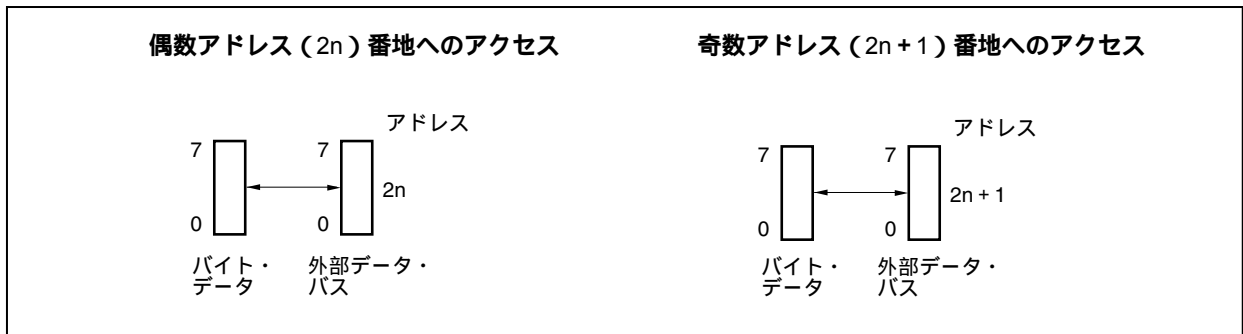 偶数アドレス（2n）番地へのアクセス
奇数アドレス（2n＋1）番地へのアクセス
アドレス
7
7
2n
0
0
バイト・
データ
外部データ・
バス
アドレス
7
7
2n＋1
0
0
バイト・
データ
外部データ・
バス